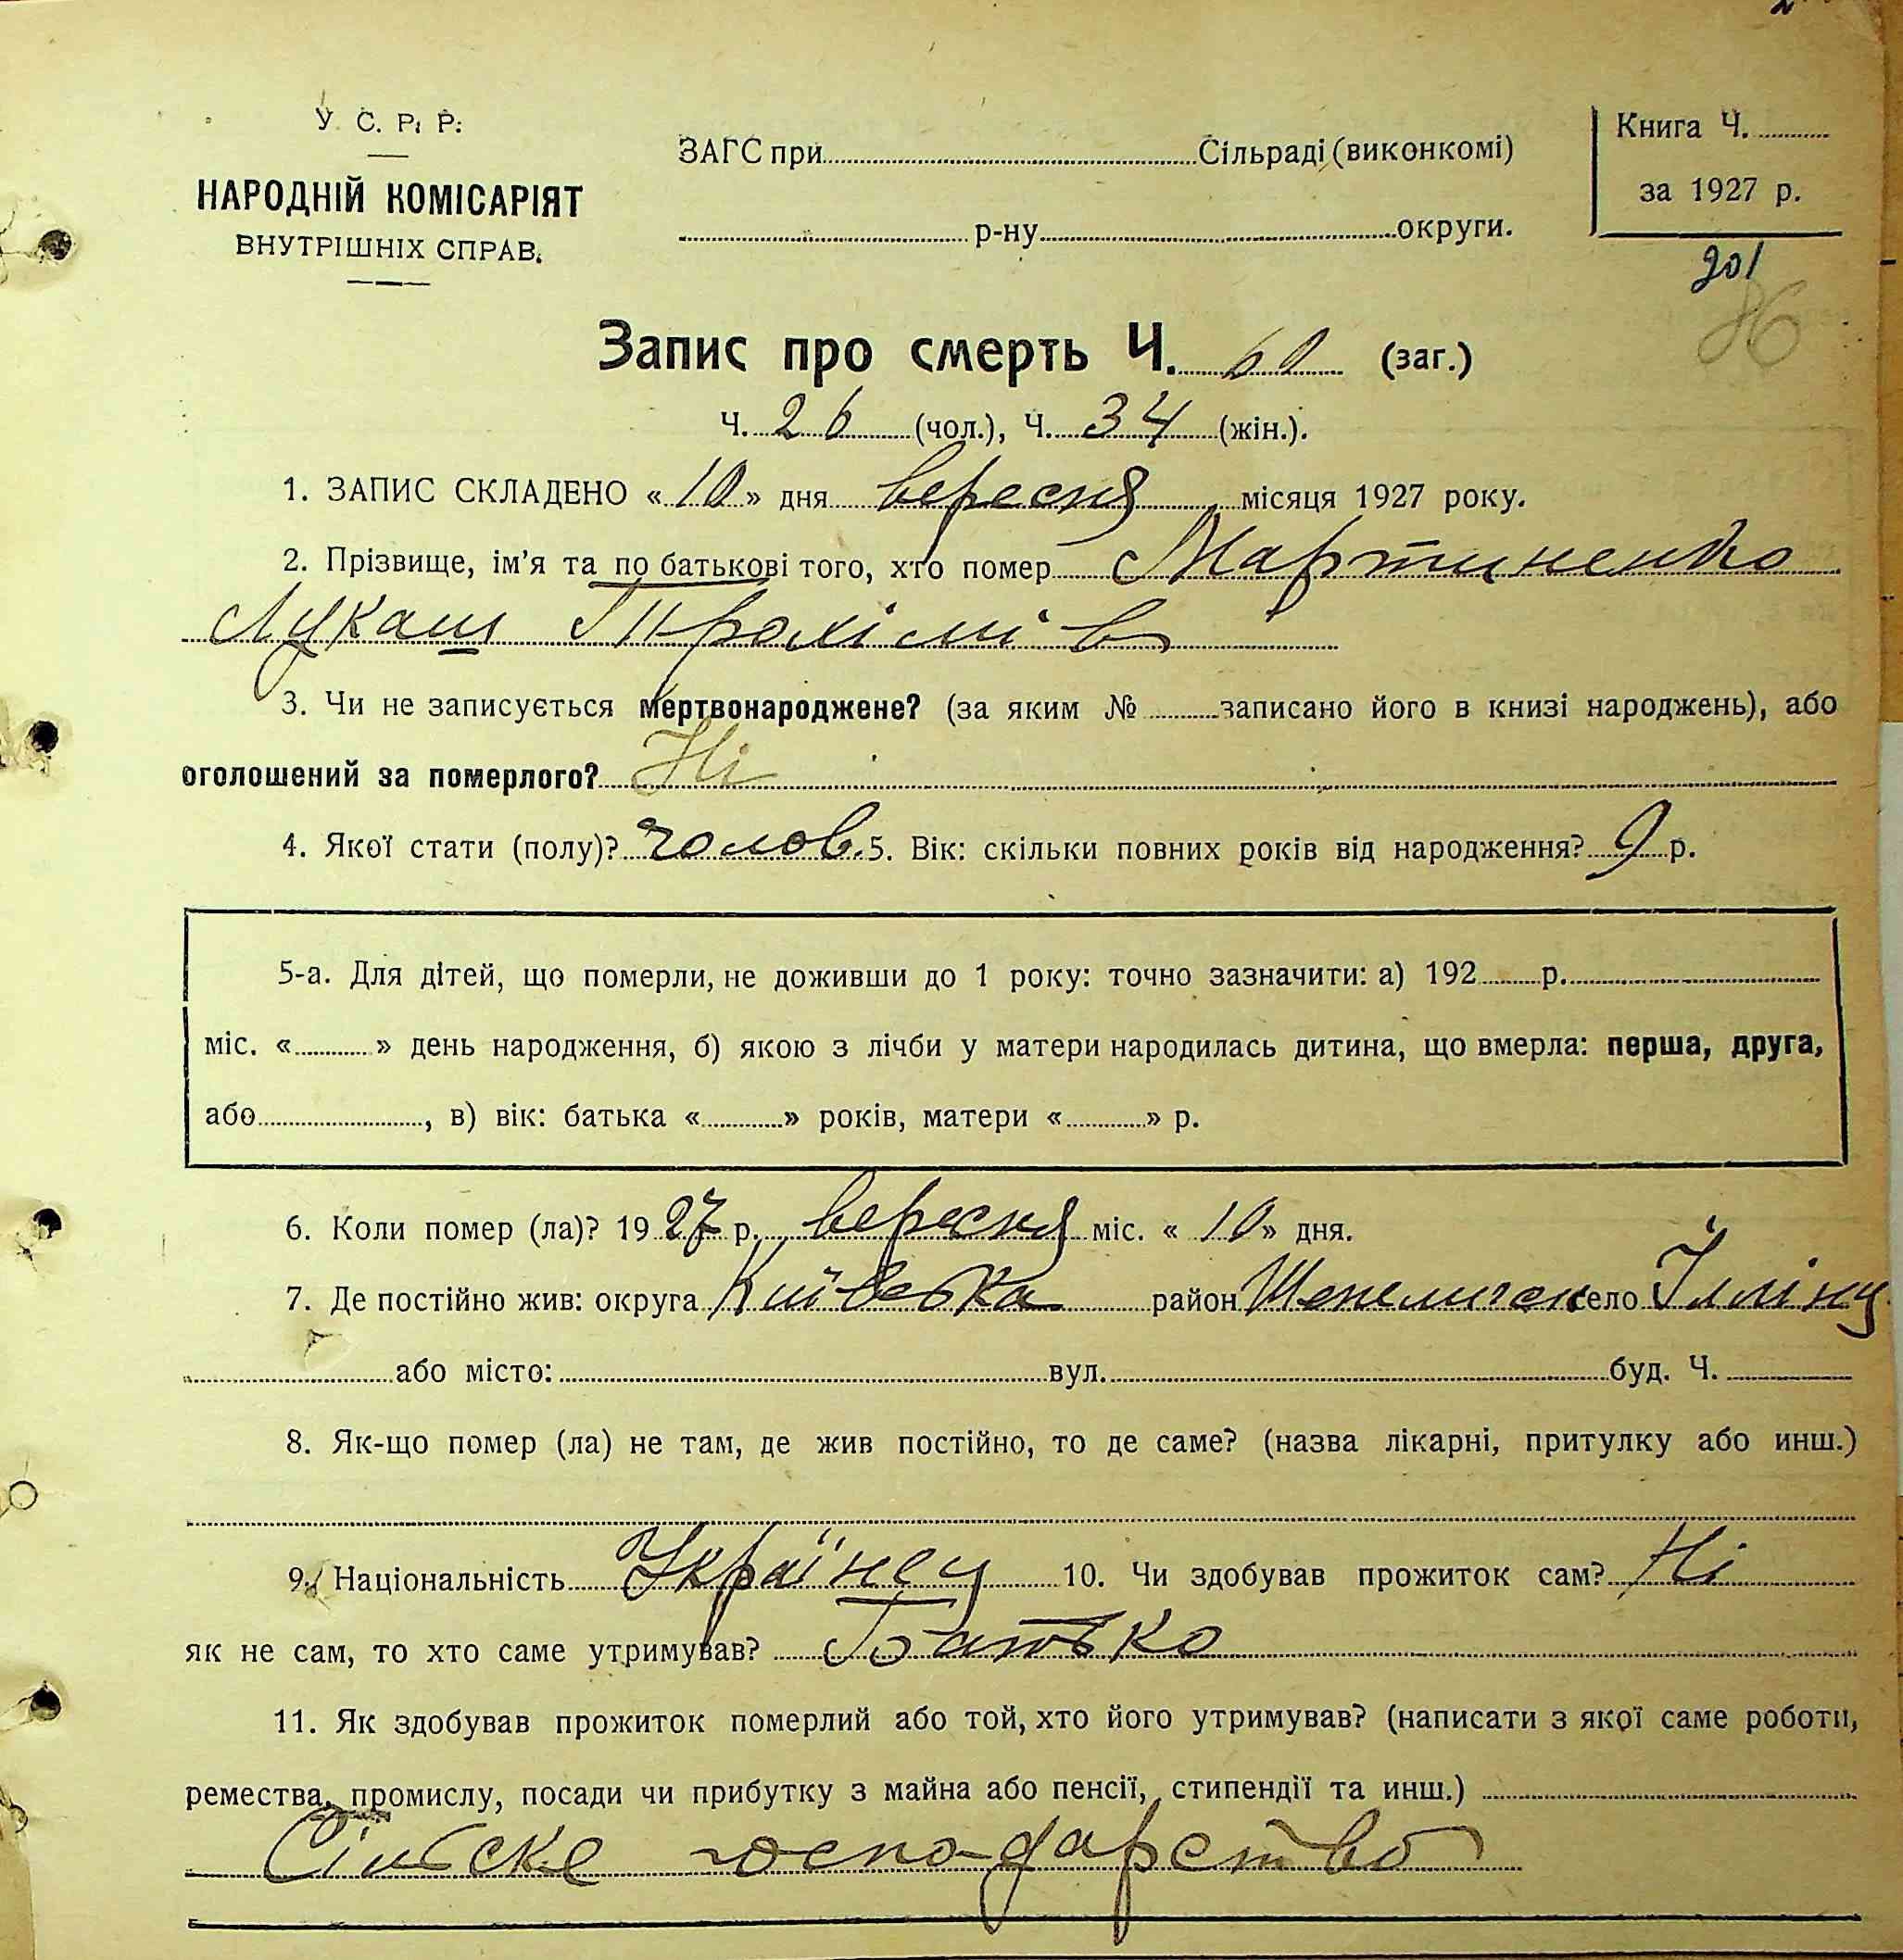 У. С. Р. Р.
НАРОДНІЙ КОМІСАРІЯТ
ВНУТРІШНІХ СПРАВ.
ЗАГС при Сільраді (виконкомі)
р-ну округи.
Книга Ч.
за 1927 р.
201
86
Запис про смерть Ч. 60 (заг.)
Ч. 26 (чол.), Ч. 34 (жін.).
1. ЗАПИС СКЛАДЕНО «10» дня вересня місяця 1927 року.
2. Прізвище, ім'я та по батькові того, хто помер Мартиненко
Лукаш Трохімів
3. Чи не записується мертвонароджене? (за яким № записано його в книзі народжень), або
оголошений за померлого? Ні
4. Якої стати (полу)? чолов. 5. Вік: скільки повних років від народження? 9 р.
5-а. Для дітей, що померли, не доживши до 1 року: точно зазначити: а) 192 р.
міс. « » день народження, б) якою з лічби у матери народилась дитина, що вмерла: перша, друга,
або , в) вік: батька « » років, матери « » р.
6. Коли помер (ла)? 1927 р. вересня міс. «10» дня.
7. Де постійно жив: округа Київська район Шепелицьк село Іллінц
або місто: вул. буд. Ч.
8. Як-що помер (ла) не там, де жив постійно, то де саме? (назва лікарні, притулку або инш.)
9. Національність Українец 10. Чи здобував прожиток сам? Ні
як не сам, то хто саме утримував? Батько
11. Як здобував прожиток померлий або той, хто його утримував? (написати з якої саме роботи,
ремества, промислу, посади чи прибутку з майна або пенсії, стипендії та инш.)
Сільське господарство